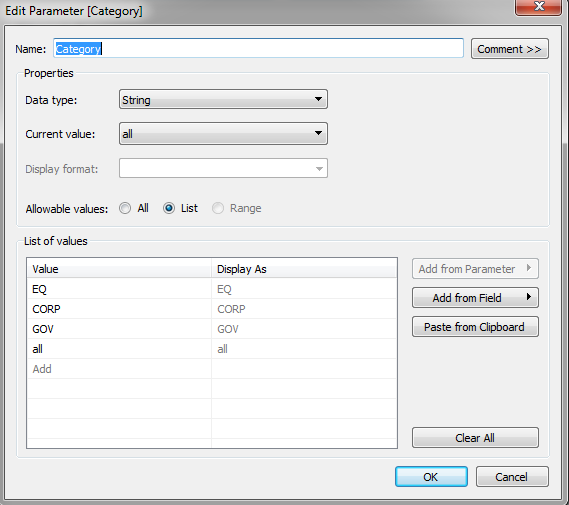 Edit Parameter [Category]
Name: Category Comment >>
Properties
Data type: String
Current value: all
Display format:
Allowable values: All List Range
List of values
Value Display As
EQ EQ
CORP CORP
GOV GOV
all all
Add
Add from Parameter
Add from Field
Paste from Clipboard
Clear All
OK Cancel